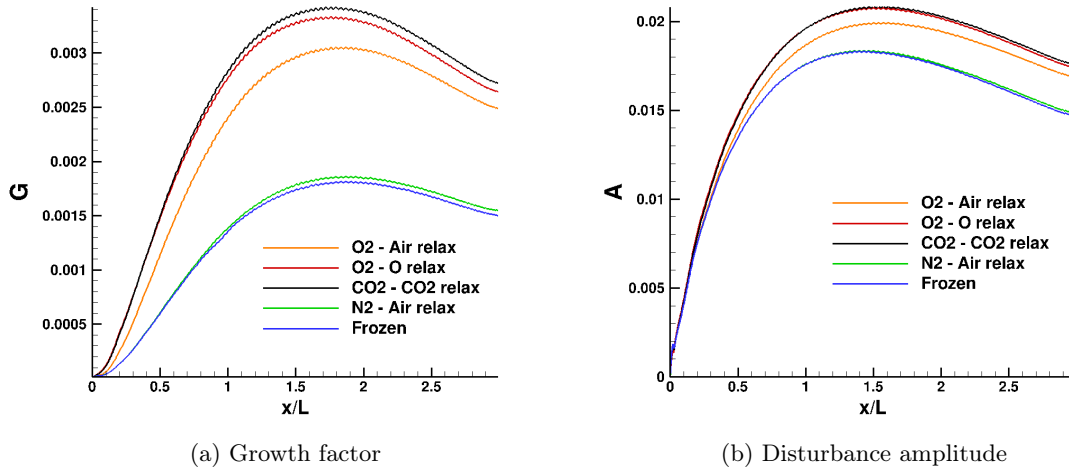 G
0.003
0.0025
0.002
0.0015
0.001
0.0005
0 0.5 1 1.5 2 2.5
x/L
O2 - Air relax
O2 - O relax
CO2 - CO2 relax
N2 - Air relax
Frozen
(a) Growth factor
A
0.02
0.015
0.01
0.005
0
0 0.5 1 1.5 2 2.5
x/L
O2 - Air relax
O2 - O relax
CO2 - CO2 relax
N2 - Air relax
Frozen
(b) Disturbance amplitude